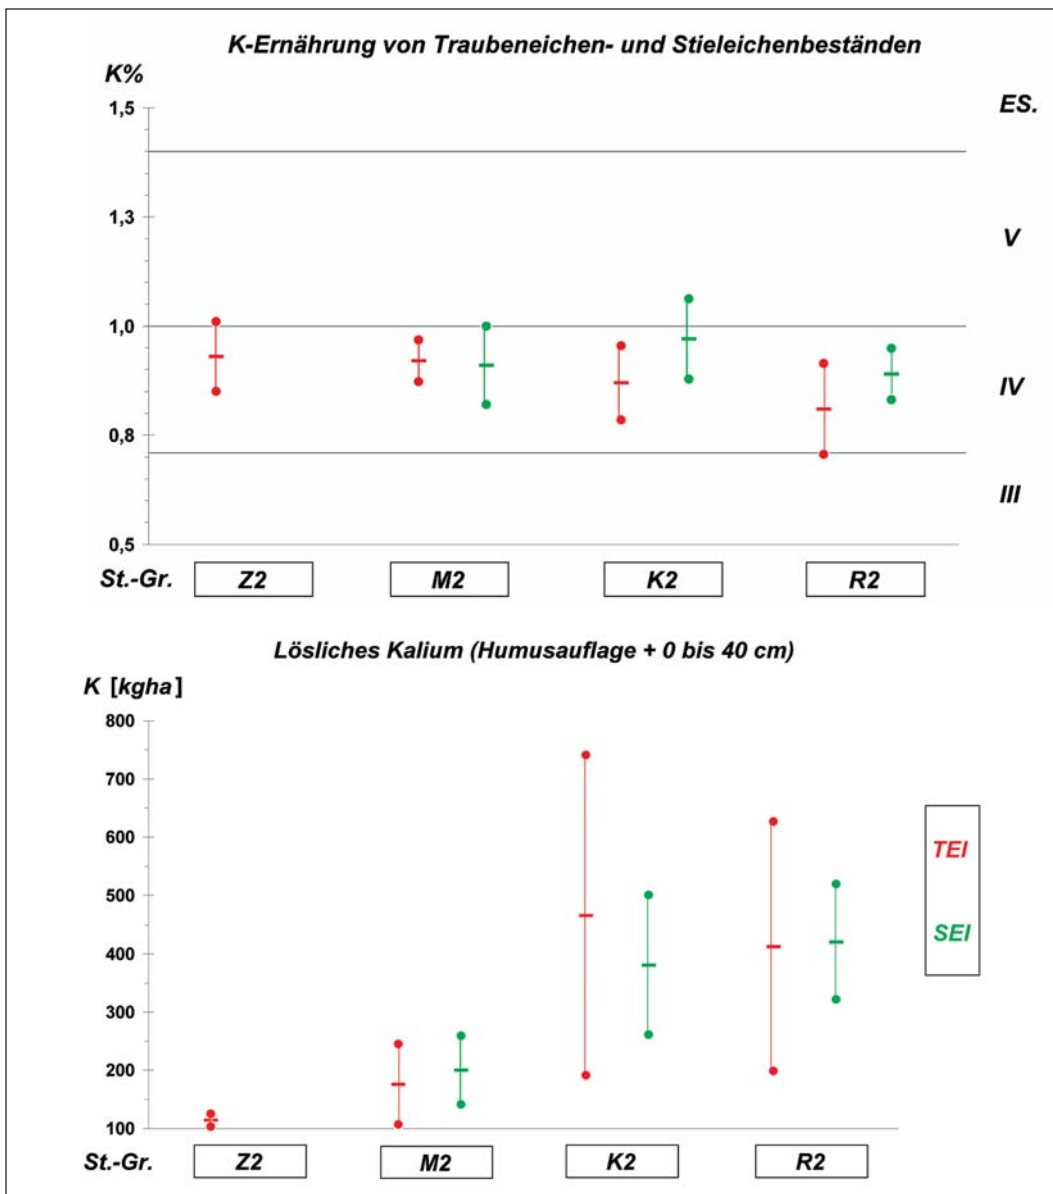 K-Ernährung von Traubeneichen- und Stieleichenbeständen
K%
ES.
1,5
1,3
V
1,0
IV
0,8
III
0,5
St.-Gr. Z2 M2 K2 R2
Lösliches Kalium (Humusauflage + 0 bis 40 cm)
K [kgha]
800
700
600
TEI
500
SEI
400
300
200
100
St.-Gr. Z2 M2 K2 R2